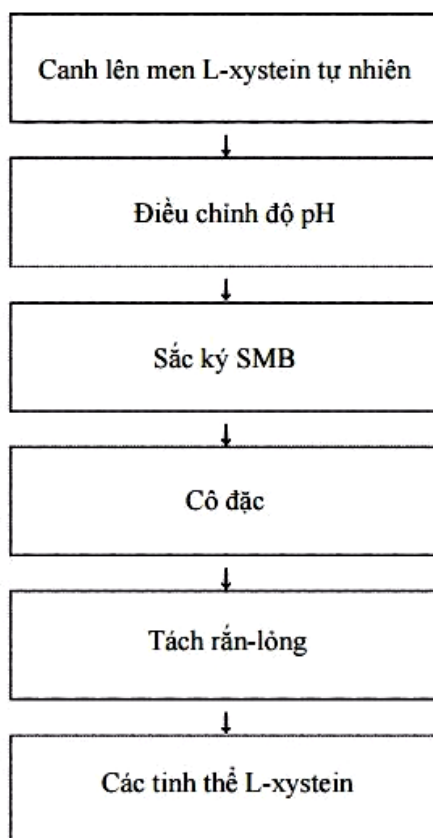 Canh lên men L-xystein tự nhiên
Điều chỉnh độ pH
Sắc ký SMB
Cô đặc
Tách rắn-lỏng
Các tinh thể L-xystein